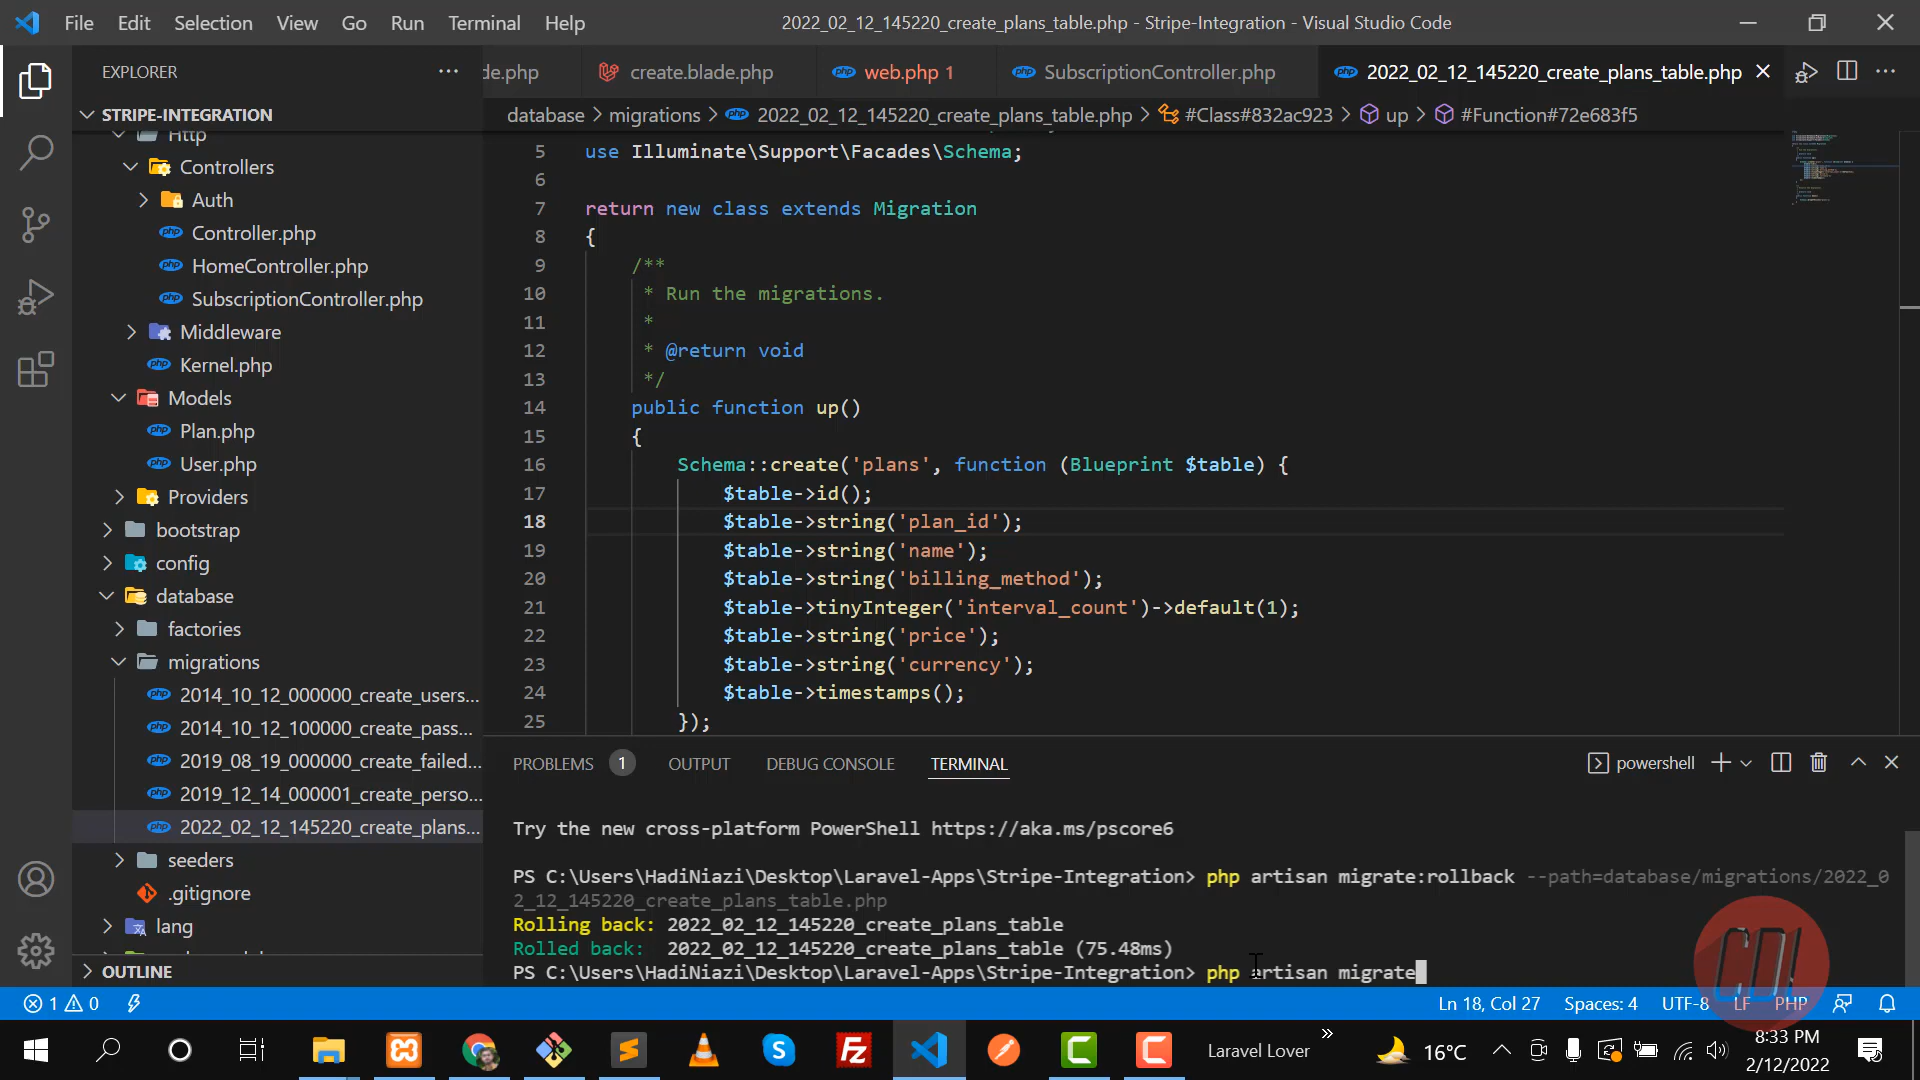 File Edit Selection View Go Run Terminal Help 2022_02_12_145220_create_plans_table.php - Stripe-Integration - Visual Studio Code
EXPLORER
de.php create.blade.php web.php 1 SubscriptionController.php 2022_02_12_145220_create_plans_table.php
STRIPE-INTEGRATION
database > migrations > 2022_02_12_145220_create_plans_table.php > #Class#832ac923 > up > #Function#72e683f5
Http
Controllers
Auth
Controller.php
HomeController.php
SubscriptionController.php
Middleware
Kernel.php
Models
Plan.php
User.php
Providers
bootstrap
config
database
factories
migrations
2014_10_12_000000_create_users...
2014_10_12_100000_create_pass...
2019_08_19_000000_create_failed...
2019_12_14_000001_create_perso...
2022_02_12_145220_create_plans...
seeders
.gitignore
lang
OUTLINE
5 use Illuminate\Support\Facades\Schema;
6
7 return new class extends Migration
8 {
9 /**
10 * Run the migrations.
11 *
12 * @return void
13 */
14 public function up()
15 {
16 Schema::create('plans', function (Blueprint $table) {
17 $table->id();
18 $table->string('plan_id');
19 $table->string('name');
20 $table->string('billing_method');
21 $table->tinyInteger('interval_count')->default(1);
22 $table->string('price');
23 $table->string('currency');
24 $table->timestamps();
25 });
PROBLEMS 1 OUTPUT DEBUG CONSOLE TERMINAL powershell
Try the new cross-platform PowerShell https://aka.ms/pscore6
PS C:\Users\HadiNiazi\Desktop\Laravel-Apps\Stripe-Integration> php artisan migrate:rollback --path=database/migrations/2022_0
2_12_145220_create_plans_table.php
Rolling back: 2022_02_12_145220_create_plans_table
Rolled back: 2022_02_12_145220_create_plans_table (75.48ms)
PS C:\Users\HadiNiazi\Desktop\Laravel-Apps\Stripe-Integration> php artisan migrate
1 0 Ln 18, Col 27 Spaces: 4 UTF-8 LF PHP
Laravel Lover 16°C 8:33 PM
2/12/2022